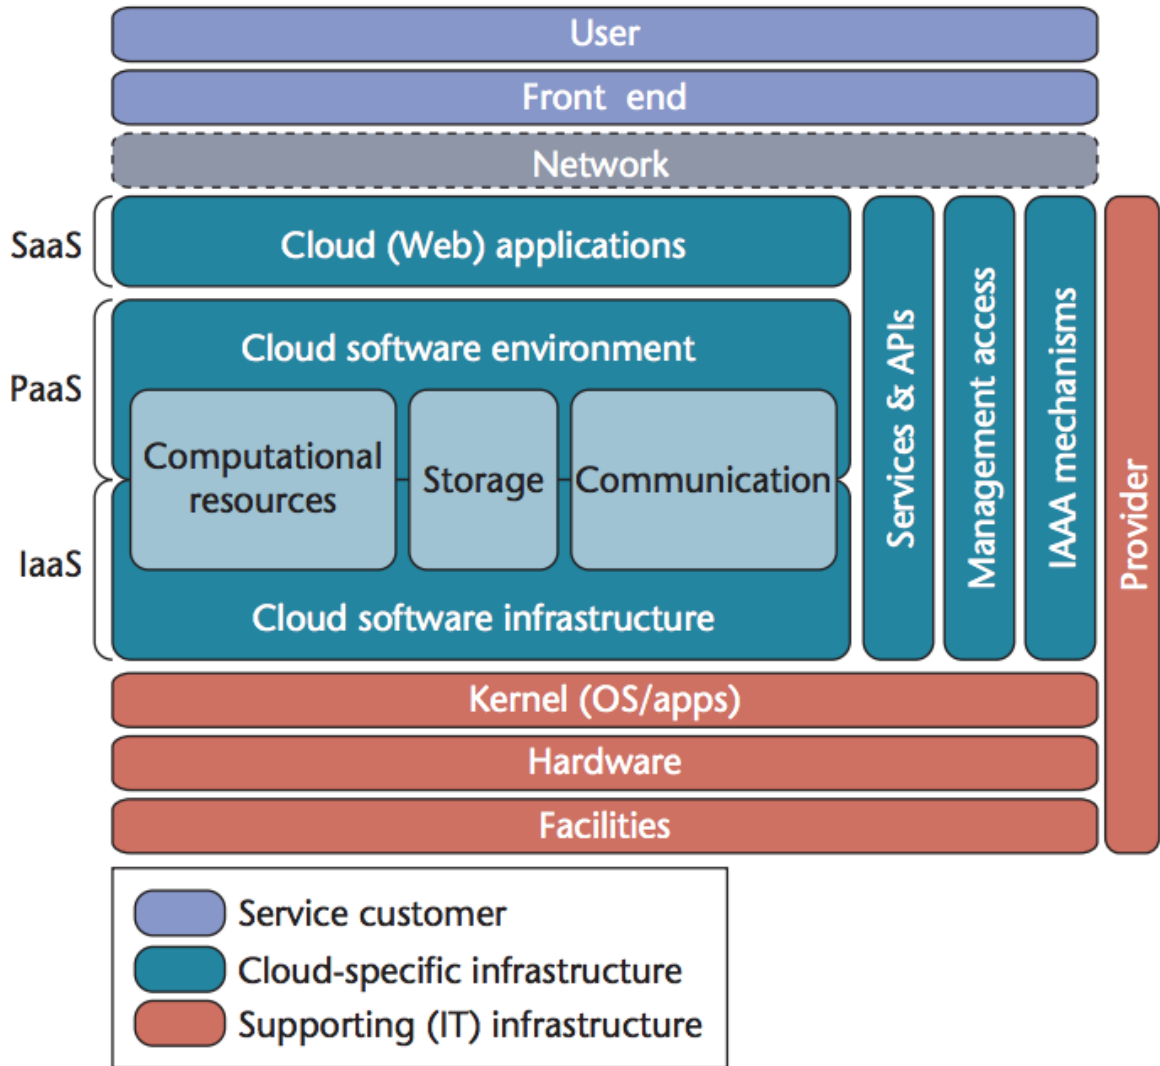 User
Front end
Network
SaaS
Cloud (Web) applications
PaaS
Cloud software environment
Computational
resources
Storage
Communication
IaaS
Cloud software infrastructure
Services & APIs
Management access
IAAA mechanisms
Provider
Kernel (OS/apps)
Hardware
Facilities
Service customer
Cloud-specific infrastructure
Supporting (IT) infrastructure